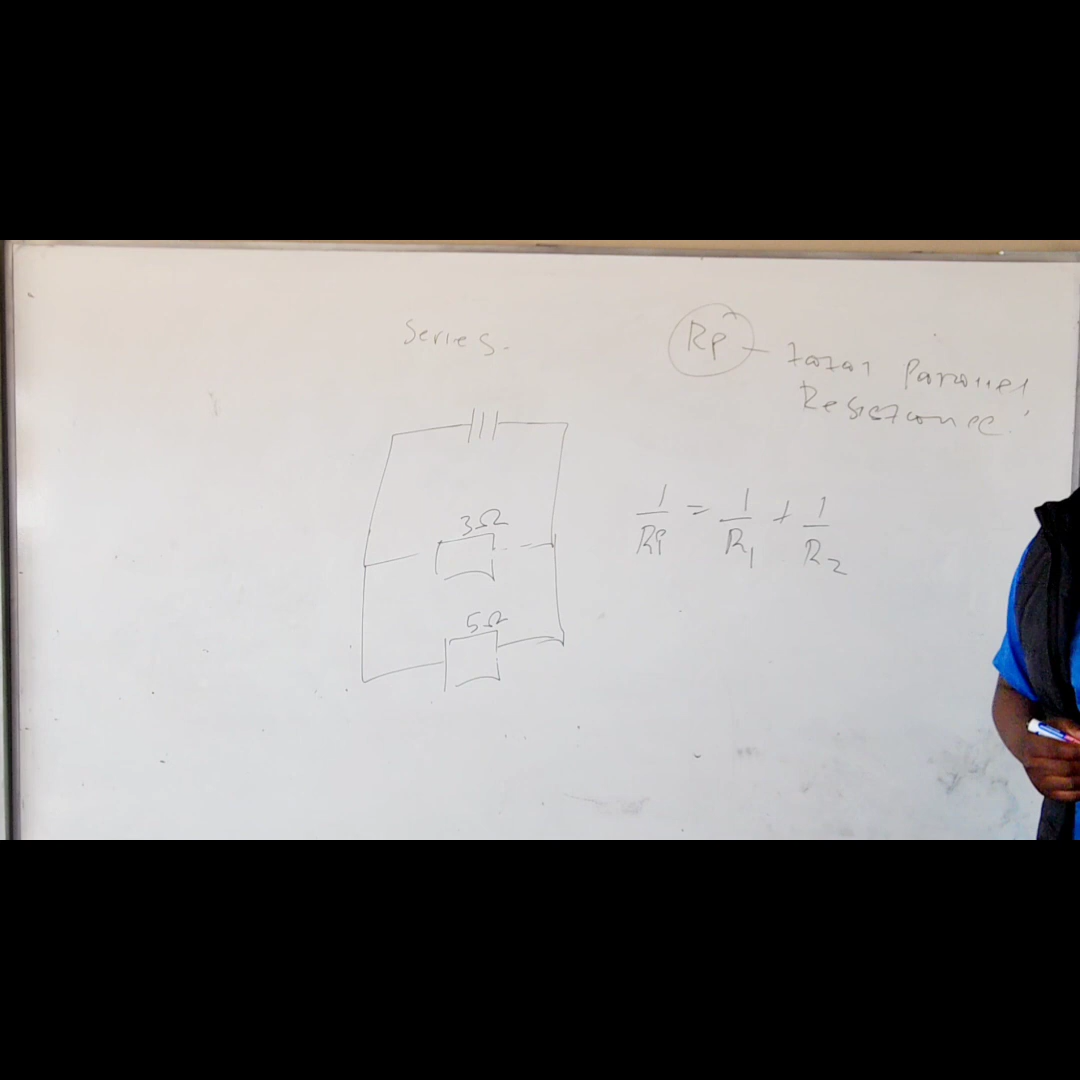 Series.
Rp - total Parallel
Resistance.
3Ω
5Ω
1/Rp = 1/R1 + 1/R2